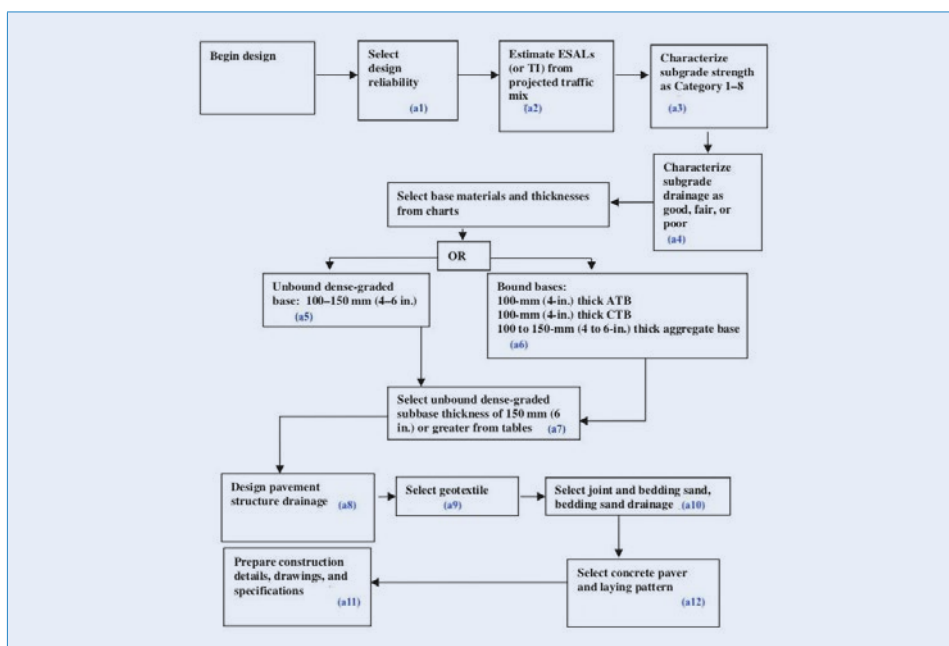 Begin design
Select
design
reliability
(a1)
Estimate ESALs
(or TI) from
projected traffic
mix
(a2)
Characterize
subgrade strength
as Category 1–8
(a3)
Characterize
subgrade
drainage as
good, fair, or
poor
(a4)
Select base materials and thicknesses
from charts
OR
Unbound dense-graded
base: 100–150 mm (4–6 in.)
(a5)
Bound bases:
100-mm (4-in.) thick ATB
100-mm (4-in.) thick CTB
100 to 150-mm (4 to 6-in.) thick aggregate base
(a6)
Select unbound dense-graded
subbase thickness of 150 mm (6
in.) or greater from tables (a7)
Design pavement
structure drainage (a8)
Select geotextile
(a9)
Select joint and bedding sand,
bedding sand drainage (a10)
Select concrete paver
and laying pattern
(a12)
Prepare construction
details, drawings, and
specifications
(a11)